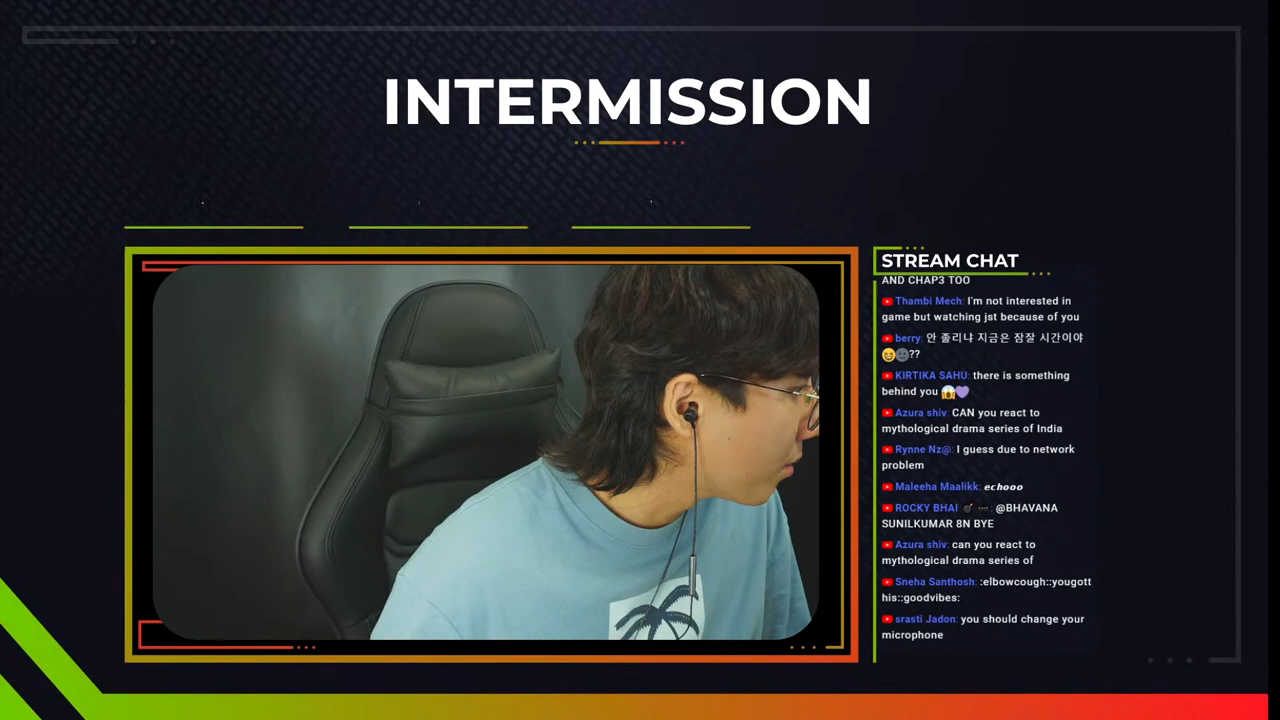 INTERMISSION
STREAM CHAT
AND CHAP3 TOO
Thambi Mech: I'm not interested in
game but watching jst because of you
berry: 안 졸리냐 지금은 잠잘 시간이야
😆🌚??
KIRTIKA SAHU: there is something
behind you 😱💜
Azura shiv: CAN you react to
mythological drama series of India
Rynne Nz@: I guess due to network
problem
Maleeha Maalikk: echooo
ROCKY BHAI 💣 : @BHAVANA
SUNILKUMAR 8N BYE
Azura shiv: can you react to
mythological drama series of
Sneha Santhosh: :elbowcough::yougott
his::goodvibes:
srasti Jadon: you should change your
microphone